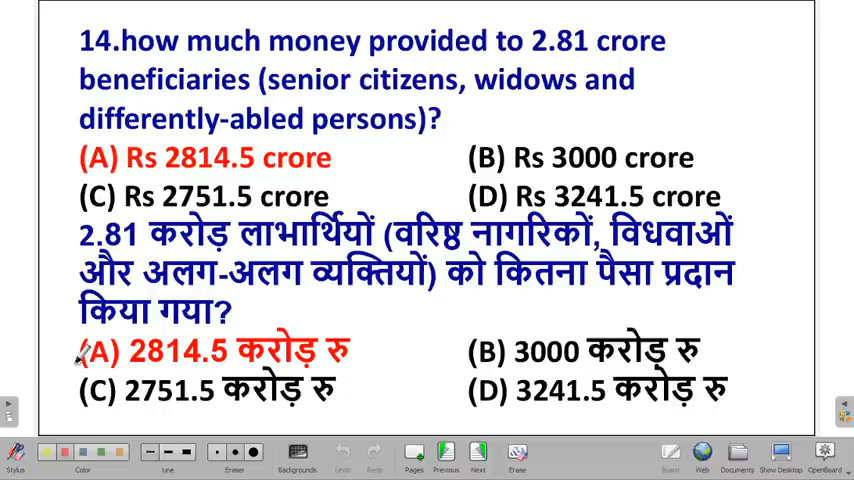 14.how much money provided to 2.81 crore
beneficiaries (senior citizens, widows and
differently-abled persons)?
(A) Rs 2814.5 crore (B) Rs 3000 crore
(C) Rs 2751.5 crore (D) Rs 3241.5 crore
2.81 करोड़ लाभार्थियों (वरिष्ठ नागरिकों, विधवाओं
और अलग-अलग व्यक्तियों) को कितना पैसा प्रदान
किया गया?
(A) 2814.5 करोड़ रु (B) 3000 करोड़ रु
(C) 2751.5 करोड़ रु (D) 3241.5 करोड़ रु
Stylus Color Line Eraser Backgrounds Undo Redo Pages Previous Next Erase Board Web Documents Show Desktop OpenBoard